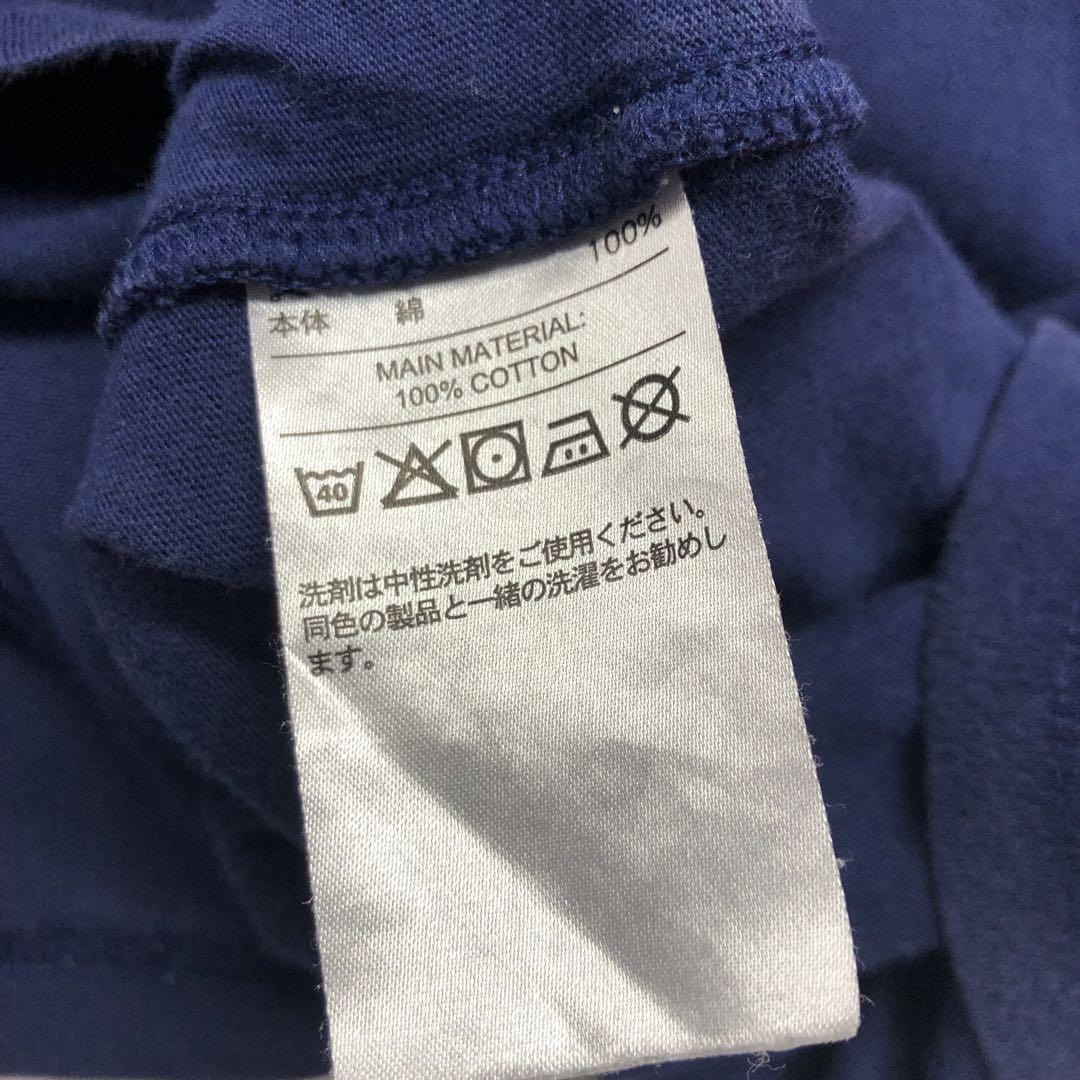 本体 綿 100%
MAIN MATERIAL:
100% COTTON
40
洗剤は中性洗剤をご使用ください。
同色の製品と一緒の洗濯をお勧めし
ます。